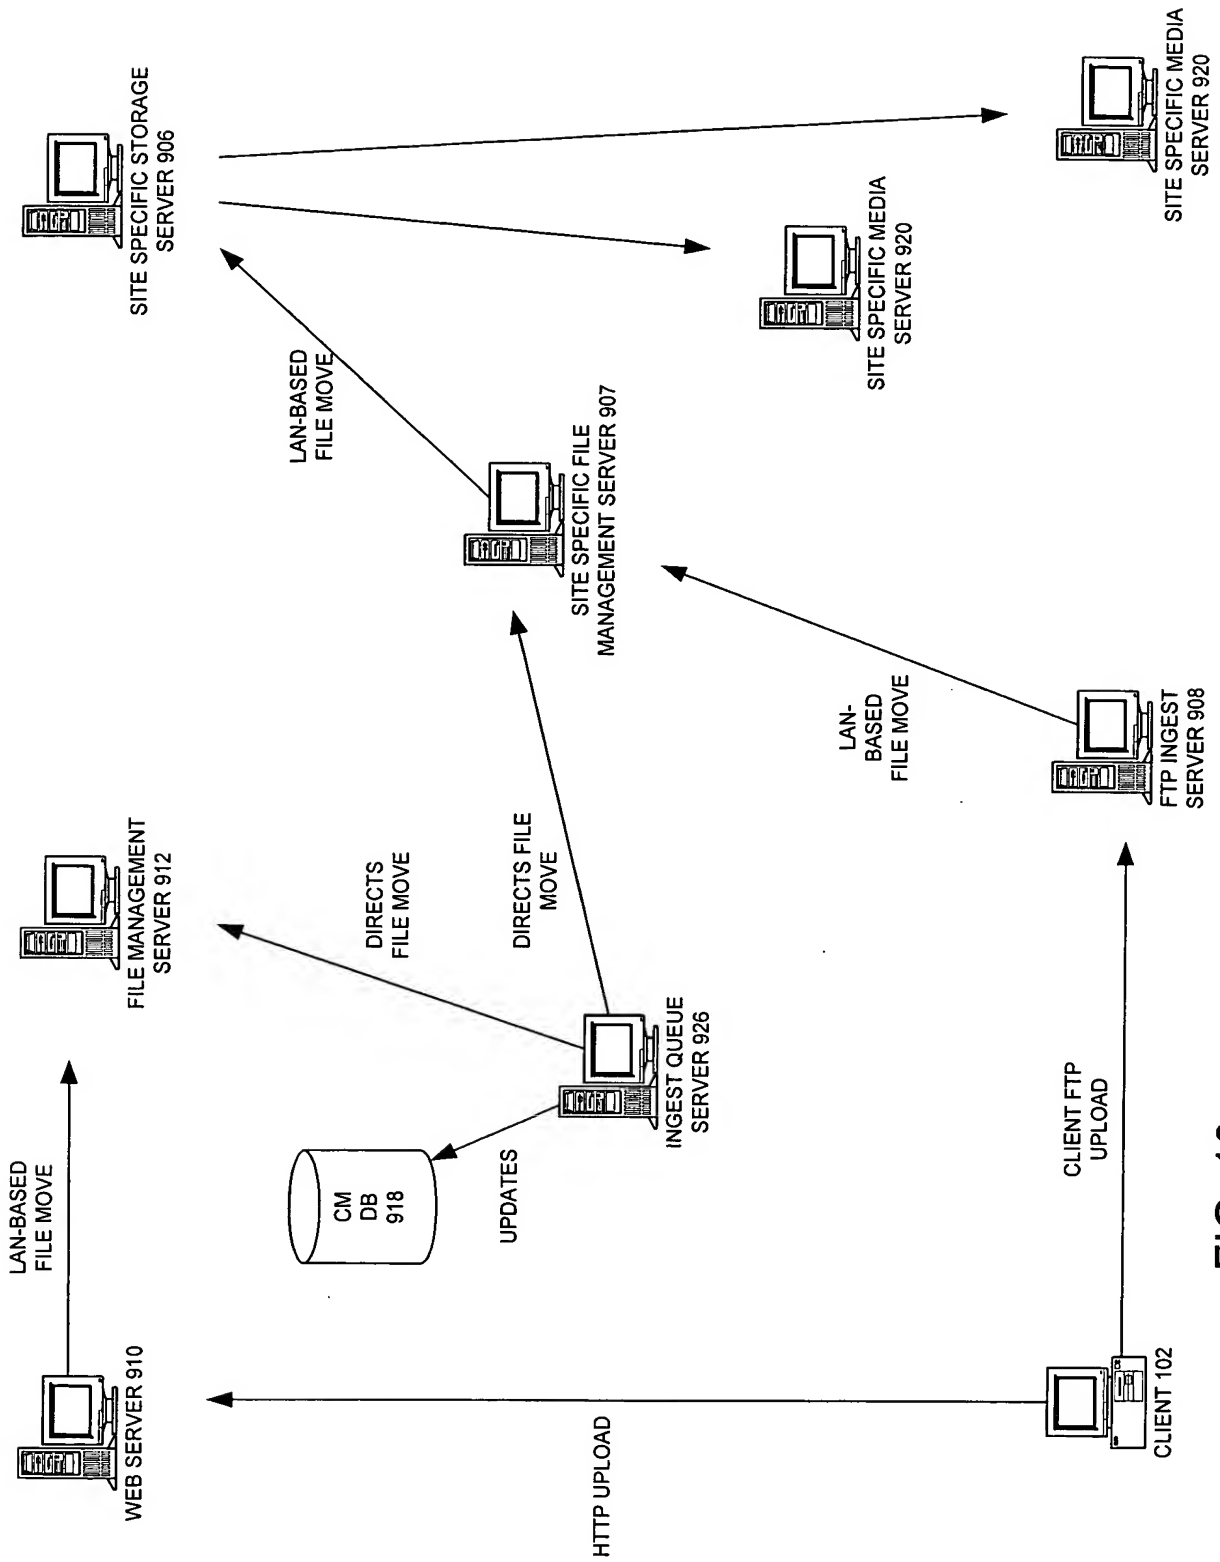 LAN-BASED
FILE MOVE
WEB SERVER 910
FILE MANAGEMENT
SERVER 912
SITE SPECIFIC STORAGE
SERVER 906
LAN-BASED
FILE MOVE
CM
DB
918
DIRECTS
FILE MOVE
UPDATES
DIRECTS FILE
MOVE
SITE SPECIFIC FILE
MANAGEMENT SERVER 907
HTTP UPLOAD
INGEST QUEUE
SERVER 926
LAN-
BASED
FILE MOVE
SITE SPECIFIC MEDIA
SERVER 920
CLIENT FTP
UPLOAD
CLIENT 102
FTP INGEST
SERVER 908
SITE SPECIFIC MEDIA
SERVER 920
FIG.